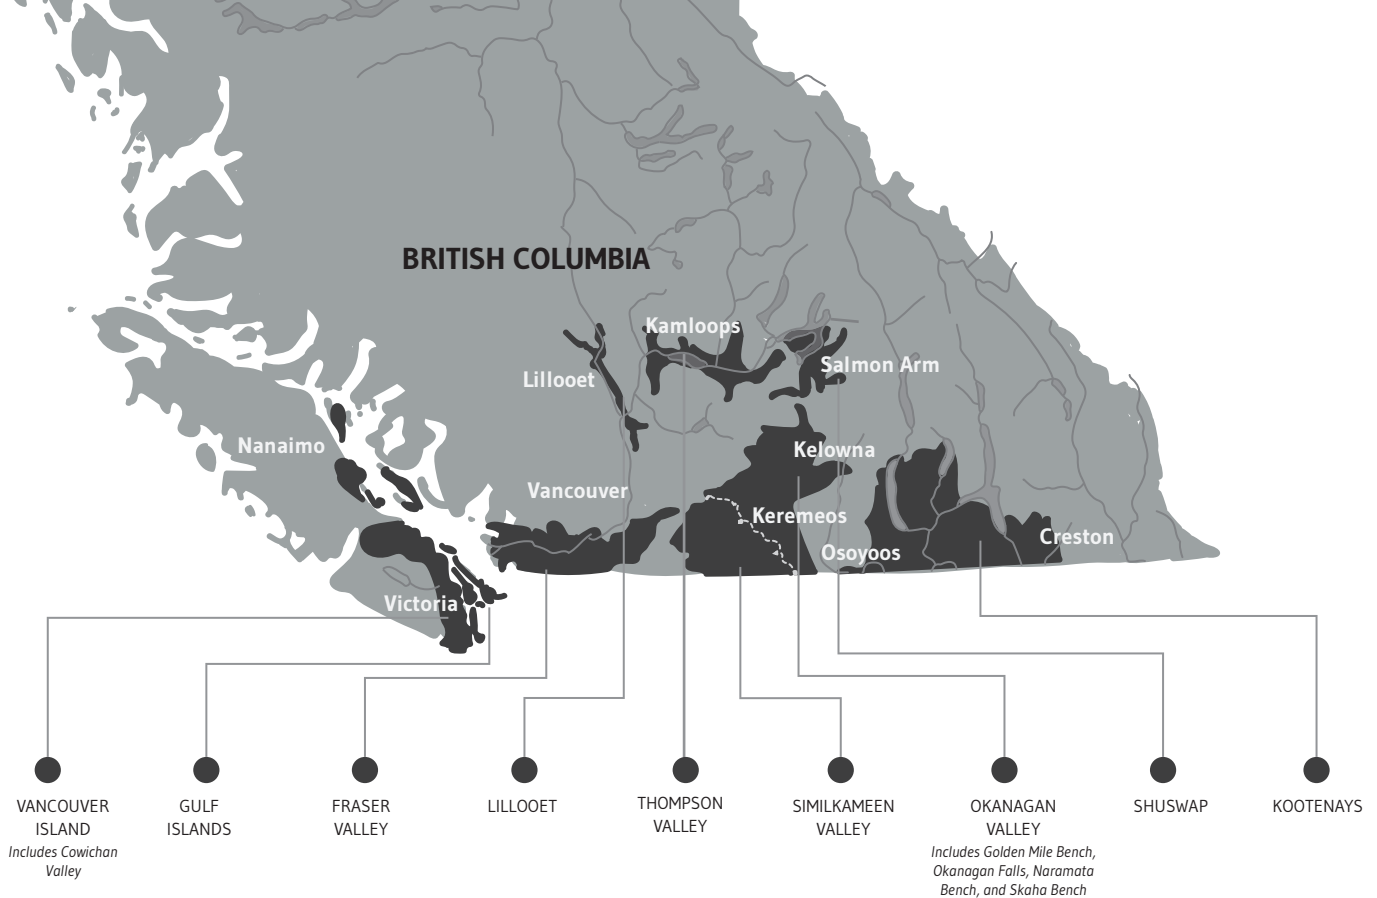 BRITISH COLUMBIA
Kamloops
Salmon Arm
Lillooet
Nanaimo
Kelowna
Vancouver
Keremeos
Creston
Osoyoos
Victoria
VANCOUVER
ISLAND
Includes Cowichan
Valley
GULF
ISLANDS
FRASER
VALLEY
LILLOOET
THOMPSON
VALLEY
SIMILKAMEEN
VALLEY
OKANAGAN
VALLEY
Includes Golden Mile Bench,
Okanagan Falls, Naramata
Bench, and Skaha Bench
SHUSWAP
KOOTENAYS